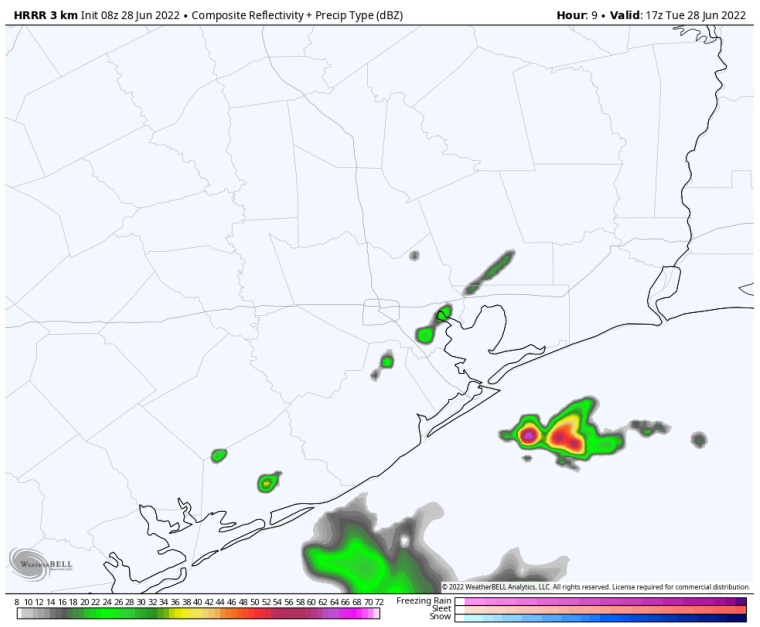 HRRR 3 km Init 08z 28 Jun 2022 • Composite Reflectivity + Precip Type (dBZ) Hour: 9 • Valid: 17z Tue 28 Jun 2022
WEATHERBELL
© 2022 WeatherBELL Analytics, LLC. All rights reserved. License required for commercial distribution.
8 10 12 14 16 18 20 22 24 26 28 30 32 34 36 38 40 42 44 46 48 50 52 54 56 58 60 62 64 66 68 70 72
Freezing Rain
Sleet
Snow